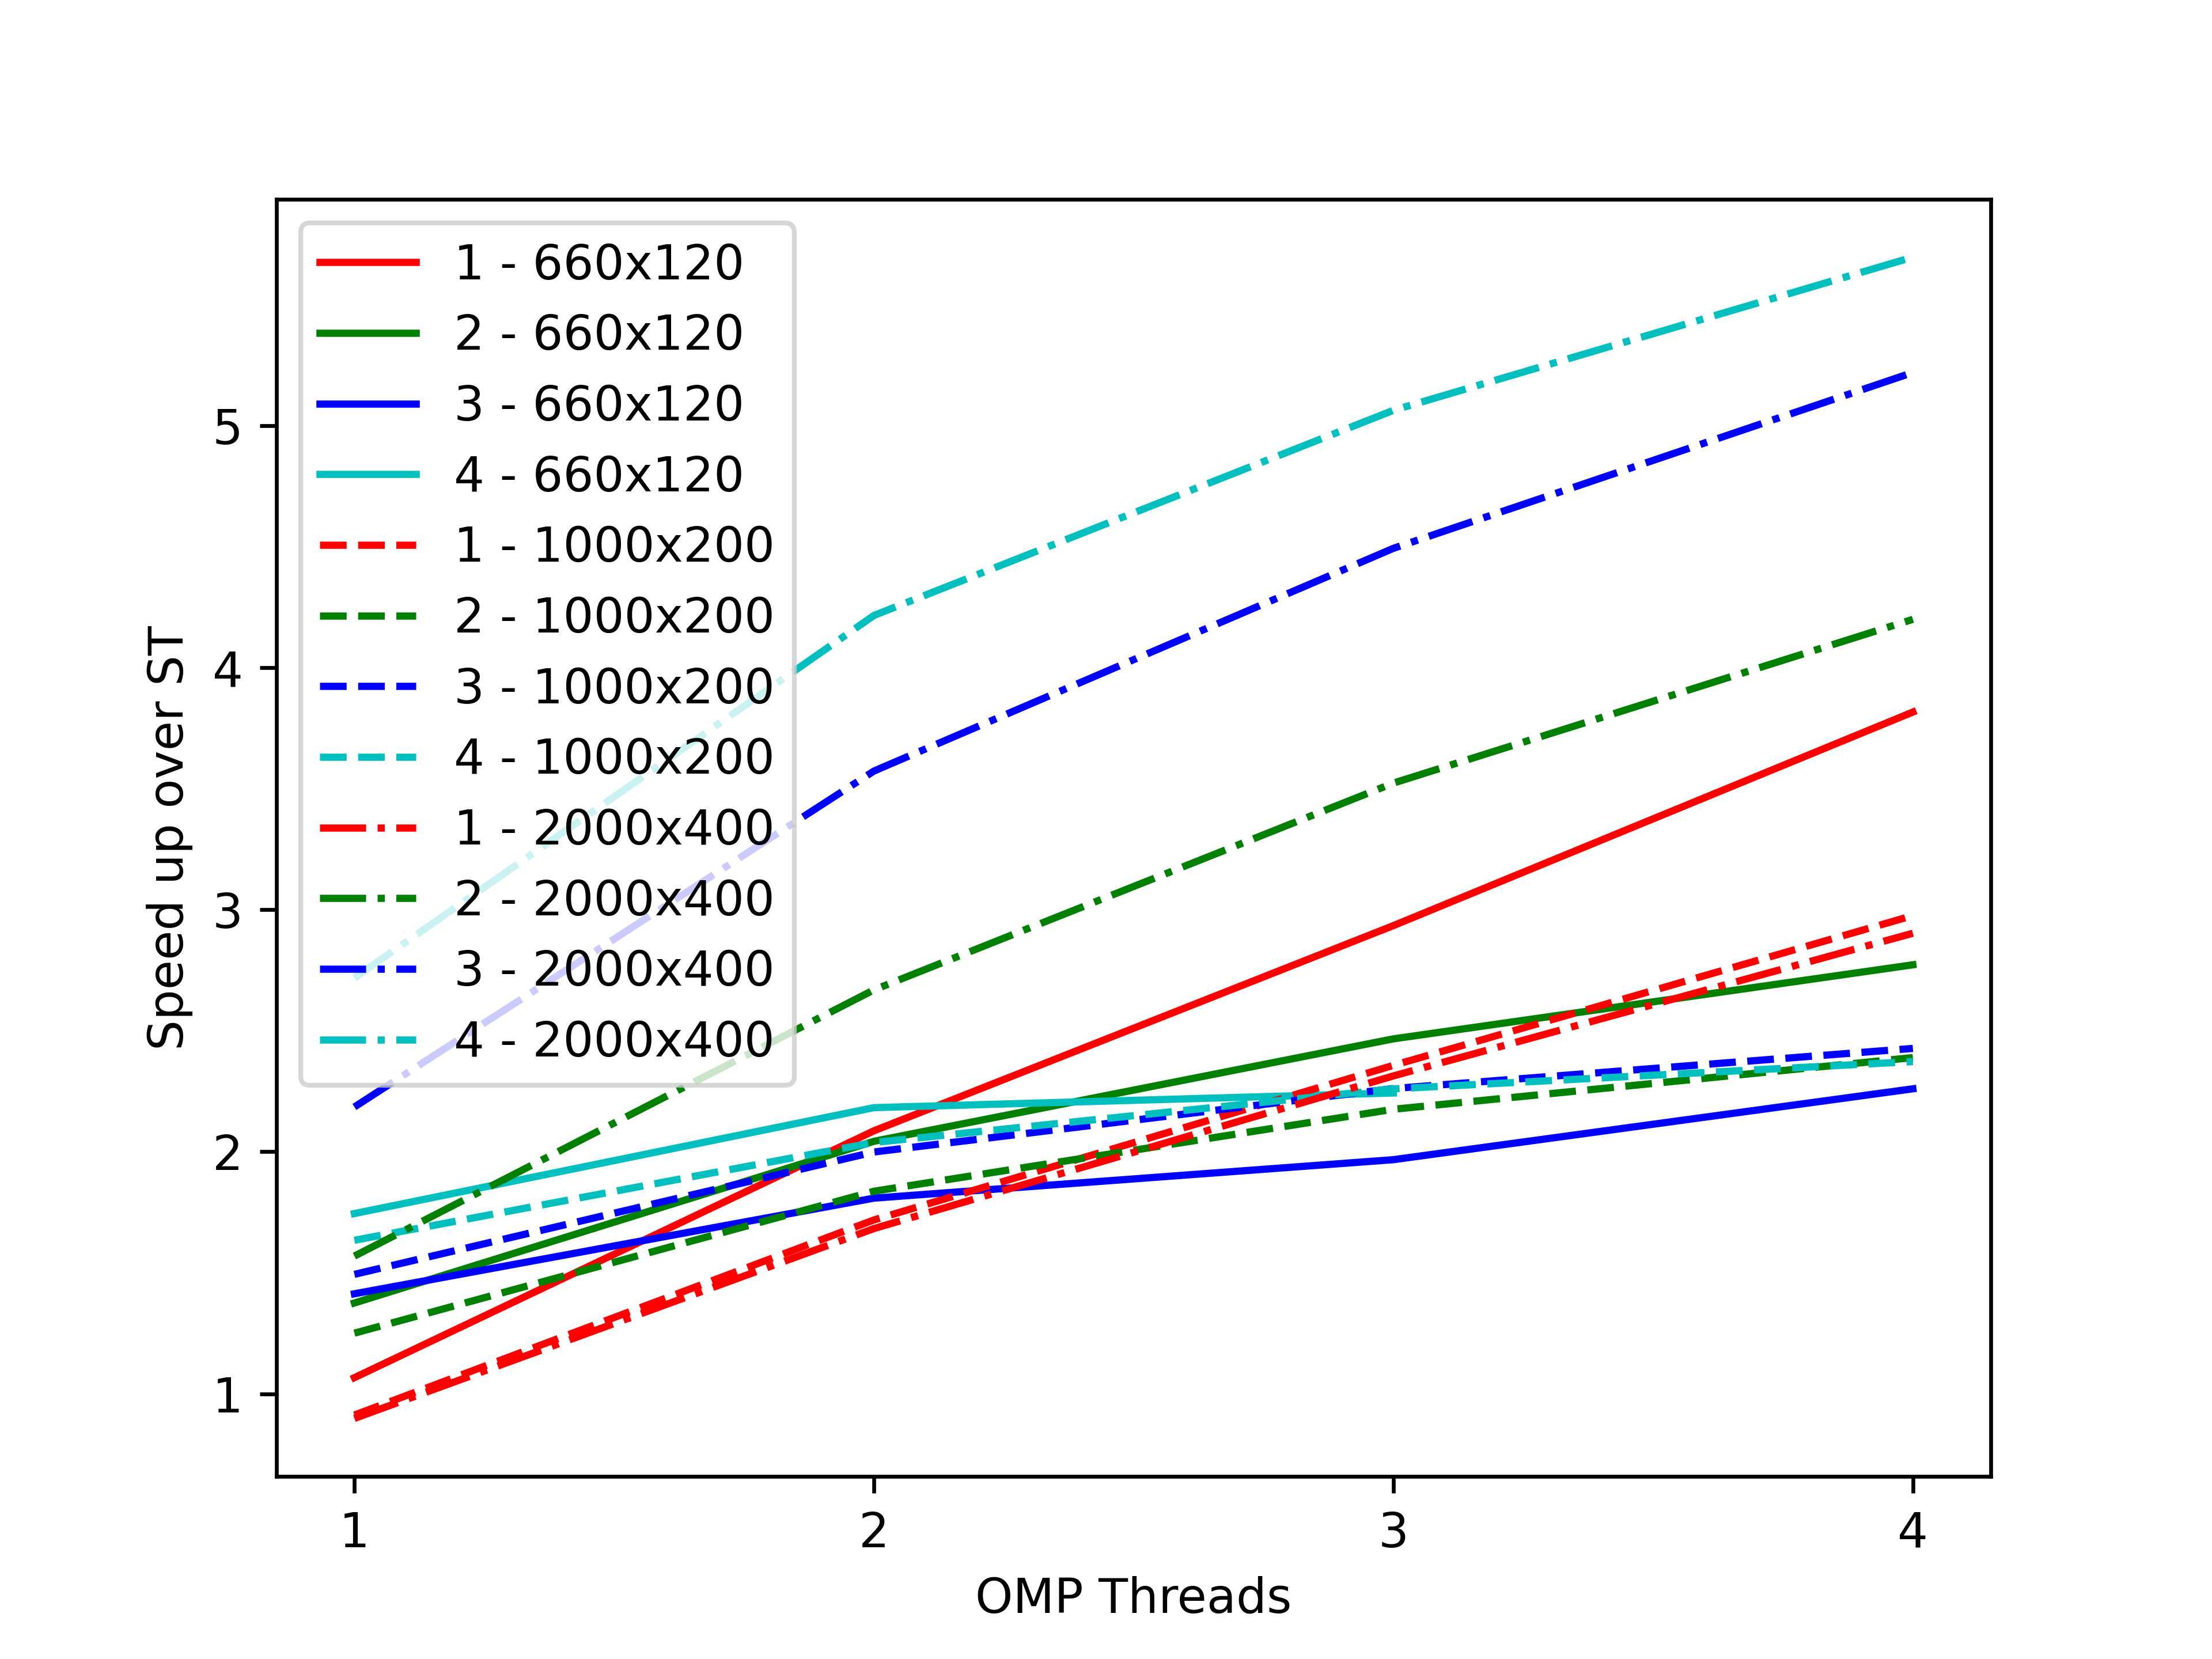 1 - 660x120
2 - 660x120
3 - 660x120
4 - 660x120
1 - 1000x200
2 - 1000x200
3 - 1000x200
4 - 1000x200
1 - 2000x400
2 - 2000x400
3 - 2000x400
4 - 2000x400
5
4
3
2
1
Speed up over ST
1 2 3 4
OMP Threads